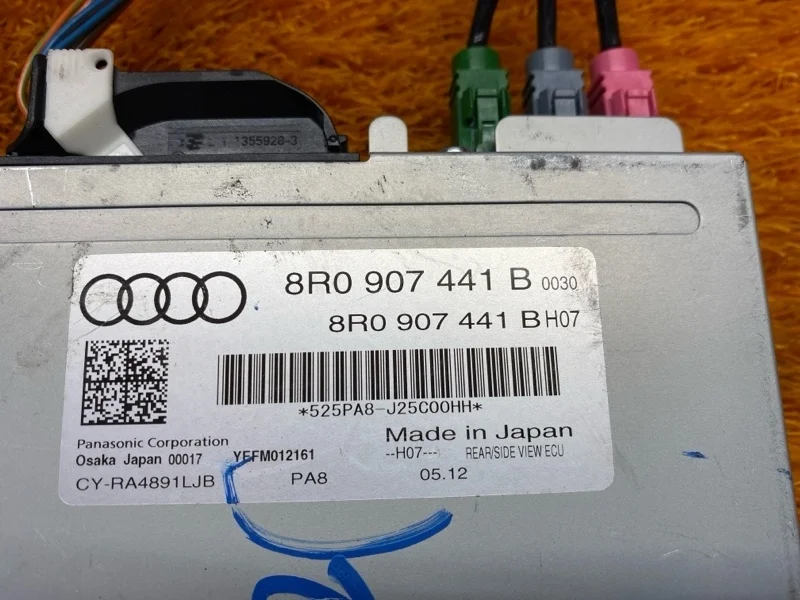 1355920-3
8R0 907 441 B 0030
8R0 907 441 B H07
*525PA8-J25C00HH*
Made in Japan
Panasonic Corporation
Osaka Japan 00017 YEFM012161 --H07--- REAR/SIDE VIEW ECU
CY-RA4891LJB PA8 05.12